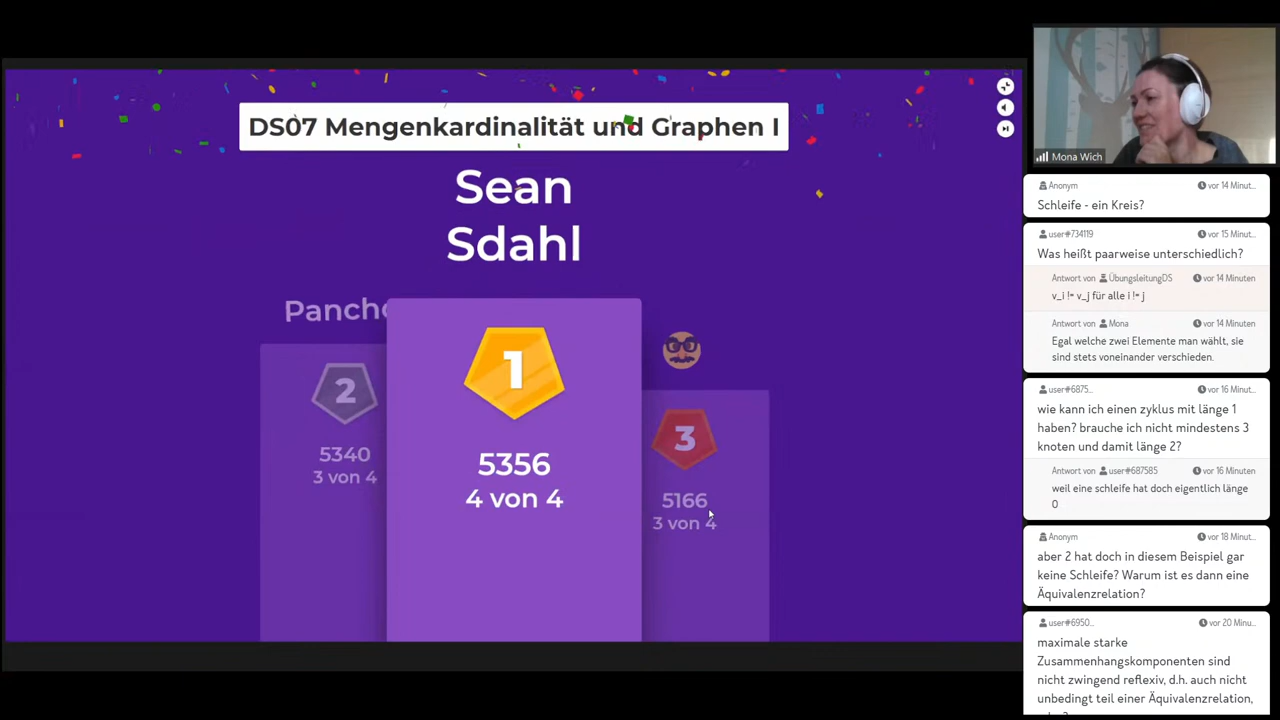 DS07 Mengenkardinalität und Graphen I
Sean
Sdahl
Pancho
2
5340
3 von 4
1
5356
4 von 4
3
5166
3 von 4
Mona Wich
Anonym vor 14 Minut...
Schleife - ein Kreis?
user#734119 vor 15 Minut...
Was heißt paarweise unterschiedlich?
Antwort von ÜbungsleitungDS vor 14 Minuten
v_i != v_j für alle i != j
Antwort von Mona vor 14 Minuten
Egal welche zwei Elemente man wählt, sie
sind stets voneinander verschieden.
user#6875... vor 16 Minut...
wie kann ich einen zyklus mit länge 1
haben? brauche ich nicht mindestens 3
knoten und damit länge 2?
Antwort von user#687585 vor 16 Minuten
weil eine schleife hat doch eigentlich länge
0
Anonym vor 18 Minut...
aber 2 hat doch in diesem Beispiel gar
keine Schleife? Warum ist es dann eine
Äquivalenzrelation?
user#6950... vor 20 Minu...
maximale starke
Zusammenhangskomponenten sind
nicht zwingend reflexiv, d.h. auch nicht
unbedingt teil einer Äquivalenzrelation,